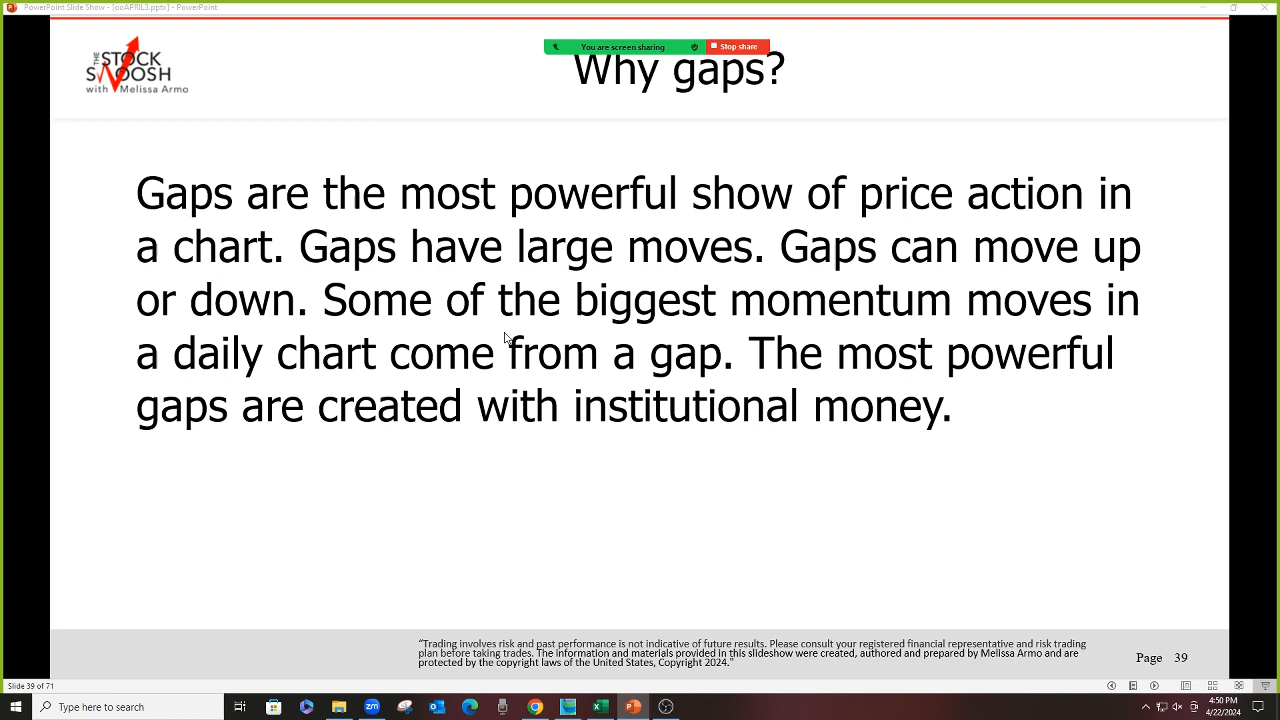 PowerPoint Slide Show - [ooAPRIL3.pptx] - PowerPoint
You are screen sharing
Stop share
THE STOCK
SWOOSH
with Melissa Armo
Why gaps?
Gaps are the most powerful show of price action in
a chart. Gaps have large moves. Gaps can move up
or down. Some of the biggest momentum moves in
a daily chart come from a gap. The most powerful
gaps are created with institutional money.
“Trading involves risk and past performance is not indicative of future results. Please consult your registered financial representative and risk trading
plan before taking trades. The information and materials provided in this slideshow were created, authored and prepared by Melissa Armo and are
protected by the copyright laws of the United States, Copyright 2024."
Page 39
Slide 39 of 71
Type here to search
4:50 PM
4/22/2024